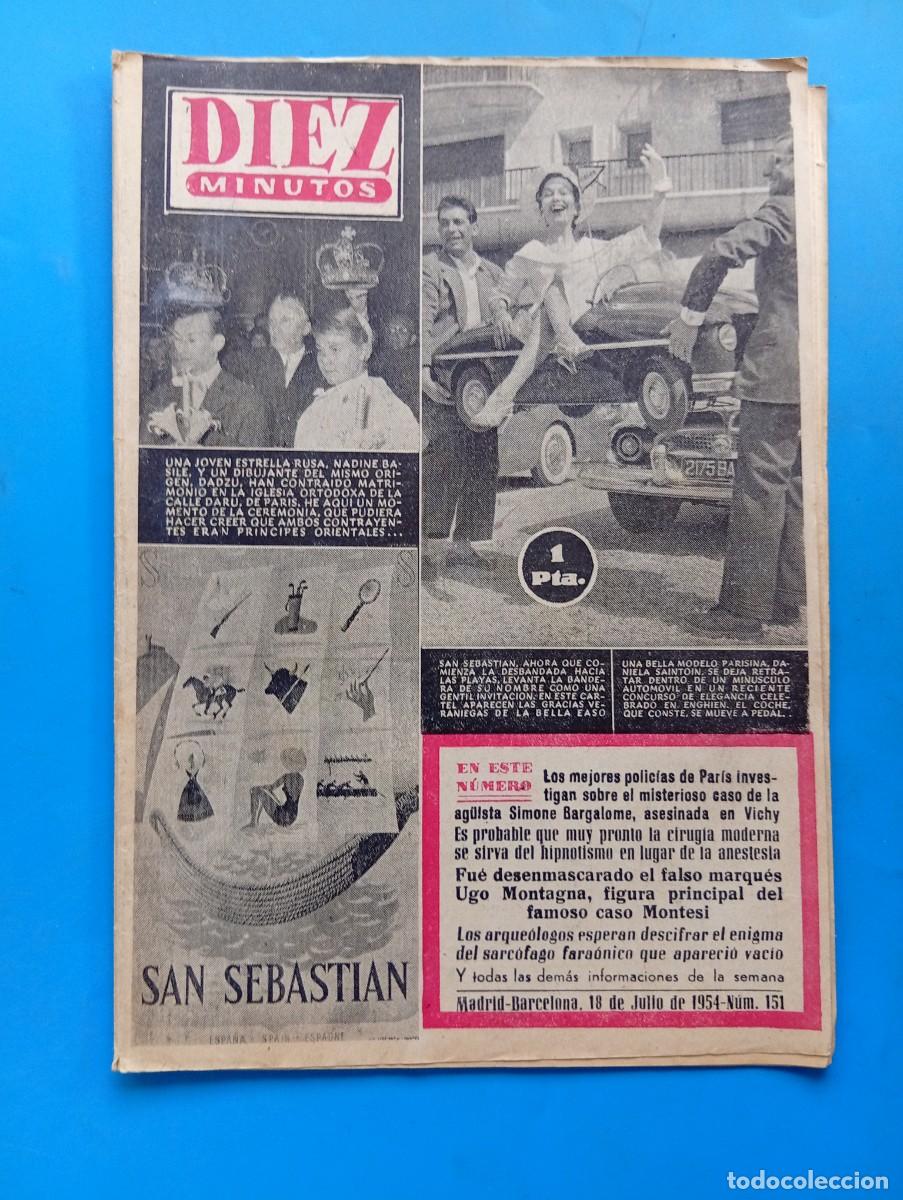 DIEZ
MINUTOS
2175 BA
1
Pta.
UNA JOVEN ESTRELLA RUSA, NADINE BA-
SILE, Y UN DIBUJANTE DEL MISMO ORI-
GEN, DADZU, HAN CONTRAIDO MATRI-
MONIO EN LA IGLESIA ORTODOXA DE LA
CALLE DARU, DE PARIS. HE AQUI UN MO-
MENTO DE LA CEREMONIA, QUE PUDIERA
HACER CREER QUE AMBOS CONTRAYEN-
TES ERAN PRINCIPES ORIENTALES...
S S
SAN SEBASTIAN
ESPAÑA - SPAIN - ESPAGNE
SAN SEBASTIAN, AHORA QUE CO-
MIENZA LA DESBANDADA HACIA
LAS PLAYAS, LEVANTA LA BANDE-
RA DE SU NOMBRE COMO UNA
GENTIL INVITACION. EN ESTE CAR-
TEL APARECEN LAS GRACIAS VE-
RANIEGAS DE LA BELLA EASO
UNA BELLA MODELO PARISINA, DA-
NIELA SAINTON, SE DEJA RETRA-
TAR DENTRO DE UN MINUSCULO
AUTOMOVIL EN UN RECIENTE
CONCURSO DE ELEGANCIA CELE-
BRADO EN ENGHIEN. EL COCHE,
QUE CONSTE, SE MUEVE A PEDAL.
EN ESTE
NÚMERO
Los mejores policías de París inves-
tigan sobre el misterioso caso de la
agüista Simone Bargalome, asesinada en Vichy
Es probable que muy pronto la cirugía moderna
se sirva del hipnotismo en lugar de la anestesia
Fué desenmascarado el falso marqués
Ugo Montagna, figura principal del
famoso caso Montesi
Los arqueólogos esperan descifrar el enigma
del sarcófago faraónico que apareció vacío
Y todas las demás informaciones de la semana
Madrid-Barcelona, 18 de Julio de 1954-Núm. 151
todocoleccion